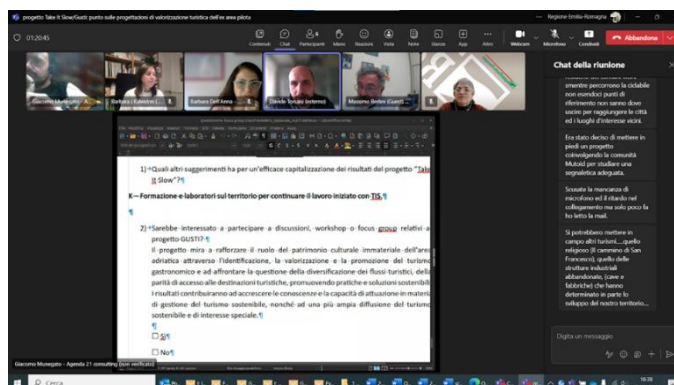 progetto Take It Slow/Gusti: punto sulle progettazioni di valorizzazione turistica dell'ex area pilota
Regione Emilia-Romagna
01:20:45
Contenuti
Chat
Partecipanti
Mano
Reazioni
Vista
Note
Stanze
App
Altro
Webcam
Microfono
Condividi
Abbandona
Giacomo Munegato - A...
Barbara Dell'Anna
Davide Torsani (esterno)
Massimo Bottini (Guest)
1) Quali altri suggerimenti ha per un'efficace capitalizzazione dei risultati del progetto "Take
It Slow"?¶
K—Formazione e laboratori sul territorio per continuare il lavoro iniziato con TIS.¶
¶
2) Sarebbe interessato a partecipare a discussioni, workshop o focus group relativi a
progetto GUSTI?¶
Il progetto mira a rafforzare il ruolo del patrimonio culturale immateriale dell'area
adriatica attraverso l'identificazione, la valorizzazione e la promozione del turismo
gastronomico e ad affrontare la questione della diversificazione dei flussi turistici, della
parità di accesso alle destinazioni turistiche, promuovendo pratiche e soluzioni sostenibili
I risultati contribuiranno ad accrescere le conoscenze e la capacità di attuazione in materia
di gestione del turismo sostenibile, nonché ad una più ampia diffusione del turismo
sostenibile e di interesse speciale.¶
¶
☐ Sì¶
☐ No¶
Giacomo Munegato - Agenda 21 consulting (non verificato)
Chat della riunione
smente percorrono la ciclabile
non essendoci punti di
riferimento non sanno dove
uscire per raggiungere le città
ed i luoghi d'interesse vicini.
Era stato deciso di mettere in
piedi un progetto
coinvolgendo la comunità
Mutoid per studiare una
segnaletica adeguata.
Scusate la mancanza di
microfono ed il ritardo nel
collegamento ma solo poco fa
ho letto la mail.
Si potrebbero mettere in
campo altri turismi....quello
religioso (Il cammino di San
Francesco), quello delle
strutture industriali
abbandonate, (cave e
fabbriche) che hanno
determinato in parte lo
sviluppo del nostro territorio...
Digita un messaggio
Cerca
16:38